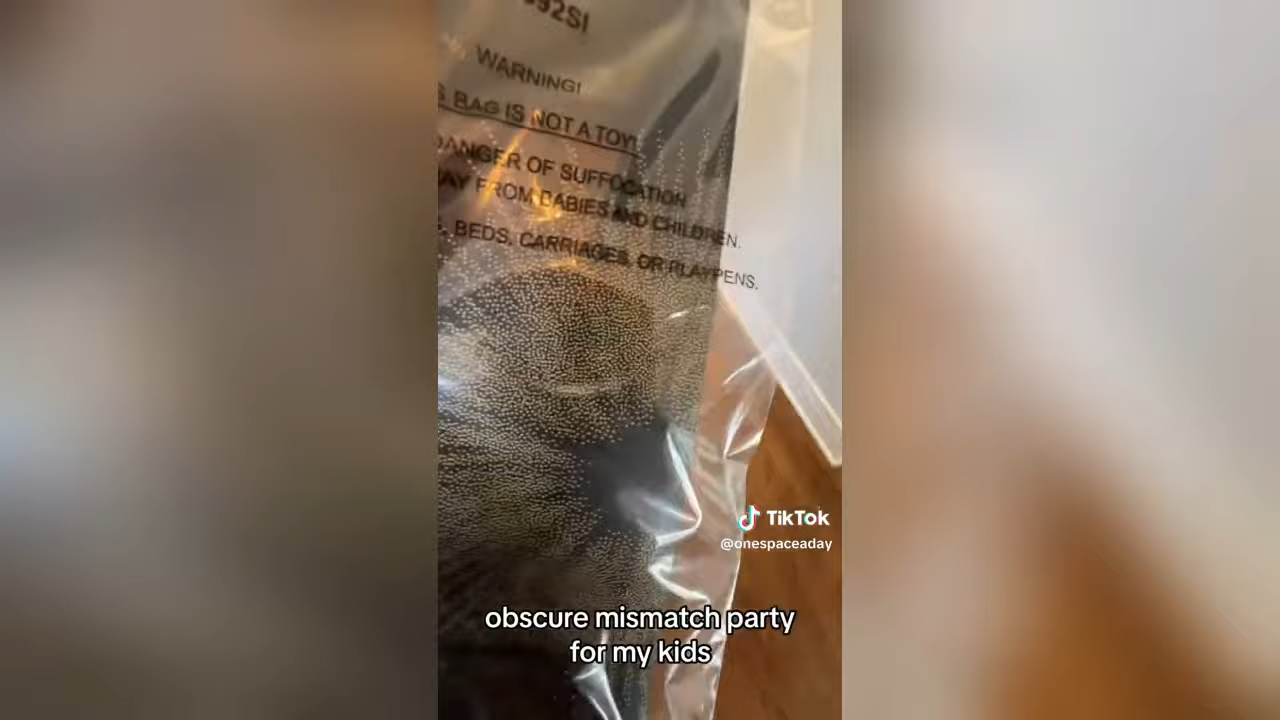 92SI
WARNING!
BAG IS NOT A TOY!
DANGER OF SUFFOCATION
FROM BABIES AND CHILDREN.
BEDS, CARRIAGES, OR PLAYPENS.
TikTok
@onespaceaday
obscure mismatch party
for my kids